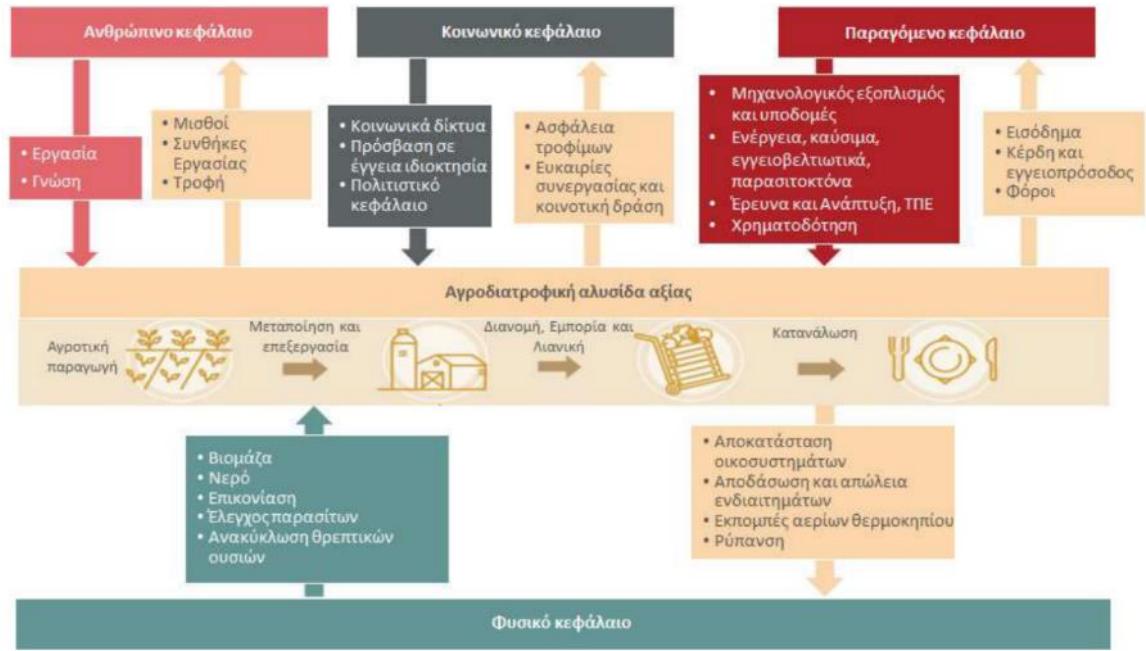 Ανθρώπινο κεφάλαιο
Κοινωνικό κεφάλαιο
Παραγόμενο κεφάλαιο
• Εργασία
• Γνώση
• Μισθοί
• Συνθήκες
Εργασίας
• Τροφή
• Κοινωνικά δίκτυα
• Πρόσβαση σε
έγγεια ιδιοκτησία
• Πολιτιστικό
κεφάλαιο
• Ασφάλεια
τροφίμων
• Ευκαιρίες
συνεργασίας και
κοινοτική δράση
• Μηχανολογικός εξοπλισμός
και υποδομές
• Ενέργεια, καύσιμα,
εγγειοβελτιωτικά,
παρασιτοκτόνα
• Έρευνα και Ανάπτυξη, ΤΠΕ
• Χρηματοδότηση
• Εισόδημα
• Κέρδη και
εγγειοπρόσοδος
• Φόροι
Αγροδιατροφική αλυσίδα αξίας
Αγροτική
παραγωγή
Μεταποίηση και
επεξεργασία
Διανομή, Εμπορία και
Λιανική
Κατανάλωση
• Βιομάζα
• Νερό
• Επικονίαση
• Έλεγχος παρασίτων
• Ανακύκλωση θρεπτικών
ουσιών
• Αποκατάσταση
οικοσυστημάτων
• Αποδάσωση και απώλεια
ενδιαιτημάτων
• Εκπομπές αερίων θερμοκηπίου
• Ρύπανση
Φυσικό κεφάλαιο